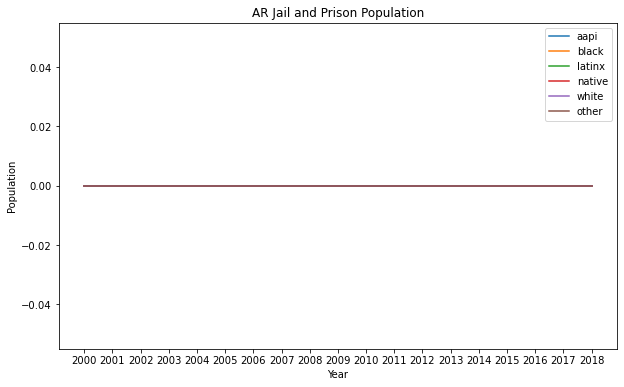 AR Jail and Prison Population
aapi
black
latinx
native
white
other
0.04
0.02
0.00
−0.02
−0.04
Population
2000 2001 2002 2003 2004 2005 2006 2007 2008 2009 2010 2011 2012 2013 2014 2015 2016 2017 2018
Year